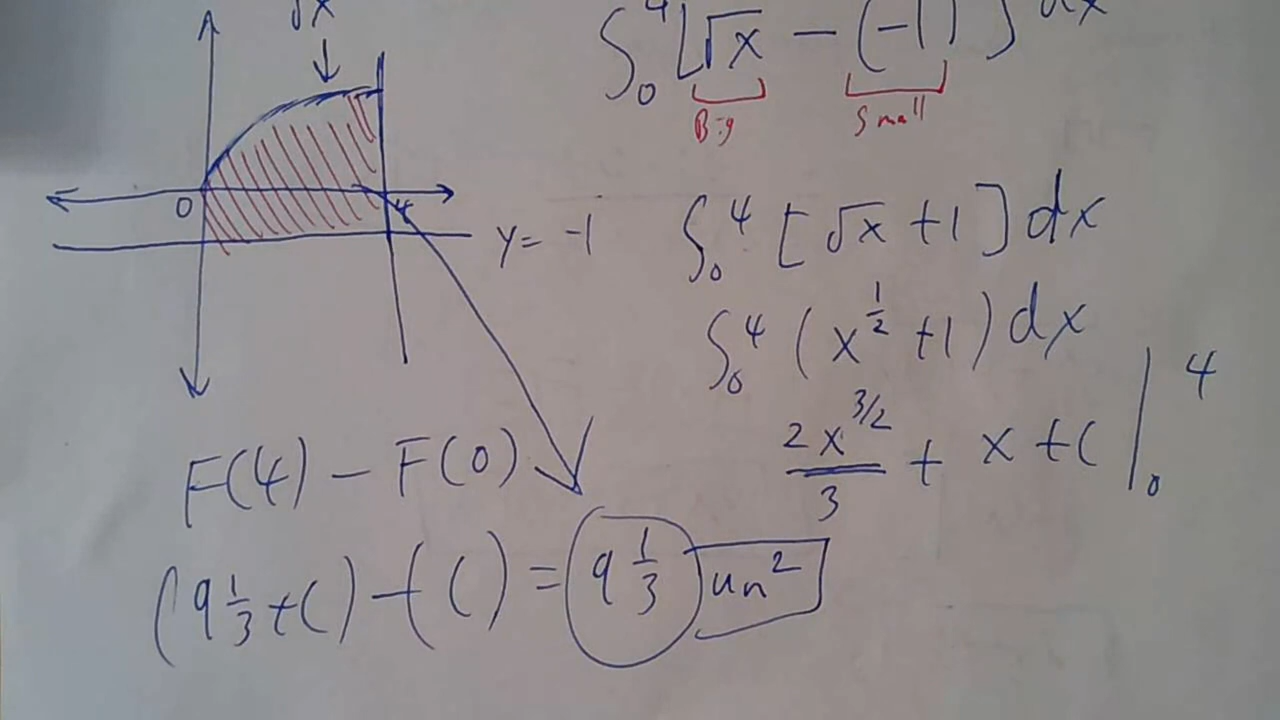 √x
∫₀⁴ [√x − (−1)] dx
Big Small
0 4
y = −1
∫₀⁴ [√x + 1] dx
∫₀⁴ (x^½ + 1) dx
2x^3/2 / 3 + x + C |₀⁴
F(4) − F(0)
(9 1/3 + C) − (C) = 9 1/3 un²